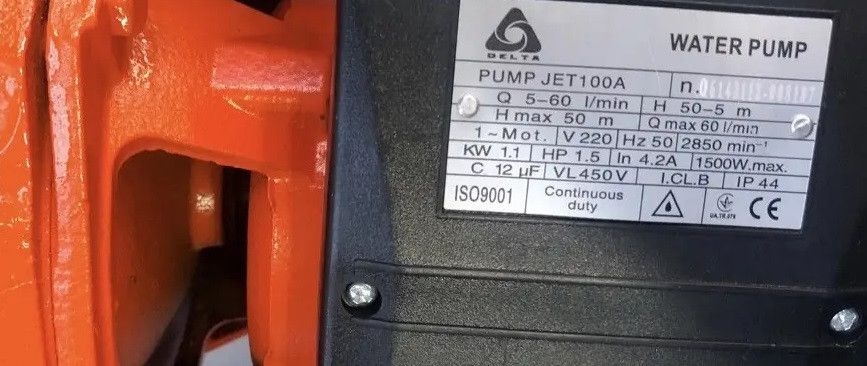 DELTA
WATER PUMP
PUMP JET100A n.
Q 5-60 l/min H 50-5 m
H max 50 m Q max 60 l/min
1~Mot. V 220 Hz 50 2850 min⁻¹
KW 1.1 HP 1.5 In 4.2A 1500W.max.
C 12 µF VL 450V I.CL.B IP 44
ISO9001 Continuous duty CE